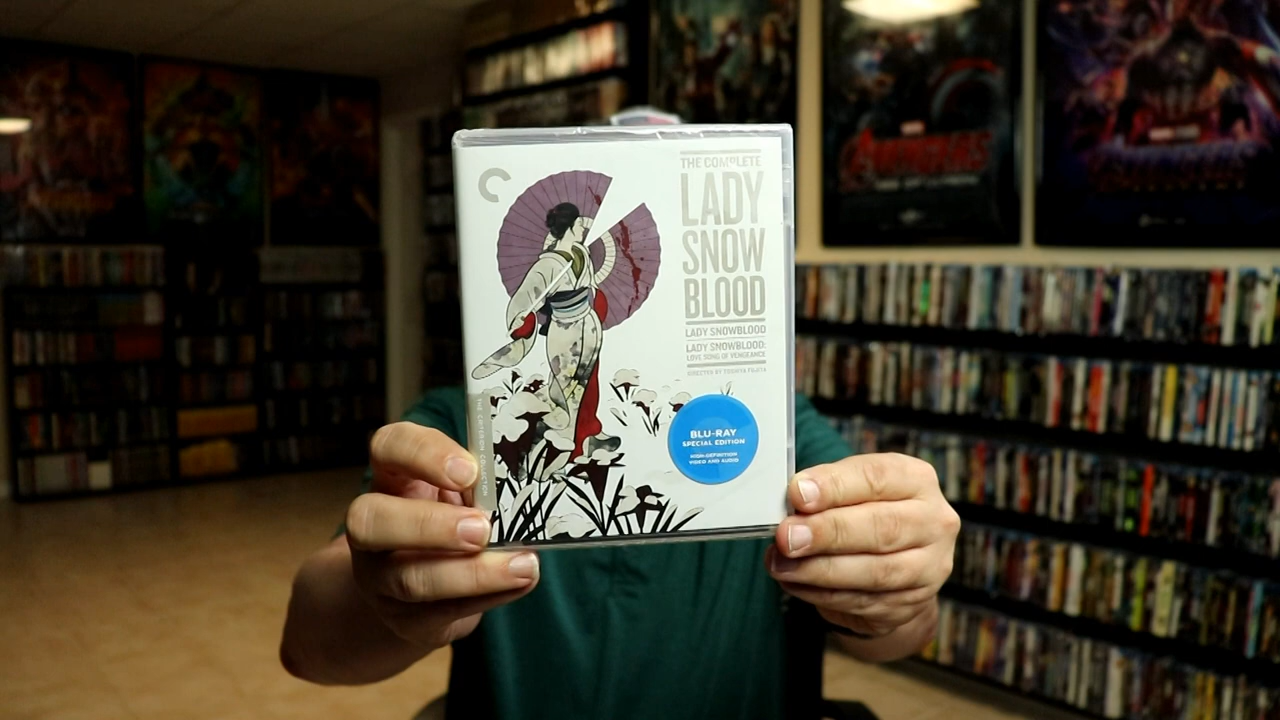 THE COMPLETE
LADY
SNOW
BLOOD
LADY SNOWBLOOD
LADY SNOWBLOOD:
LOVE SONG OF VENGEANCE
DIRECTED BY TOSHIYA FUJITA
BLU-RAY
SPECIAL EDITION
HIGH-DEFINITION
VIDEO AND AUDIO
THE CRITERION COLLECTION
AVENGERS